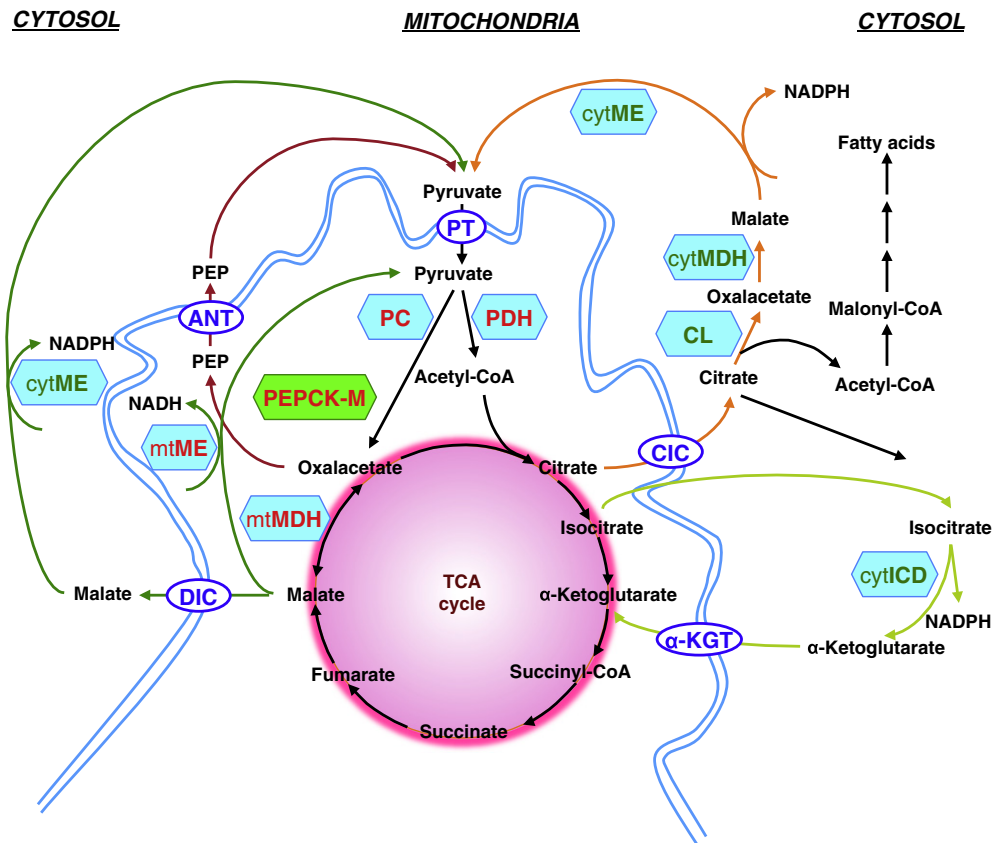 CYTOSOL
MITOCHONDRIA
CYTOSOL
cytME
NADPH
Fatty acids
Pyruvate
PT
Malate
cytMDH
PEP
Pyruvate
Oxalacetate
ANT
PC
PDH
CL
Malonyl-CoA
NADPH
PEP
cytME
Acetyl-CoA
Citrate
Acetyl-CoA
PEPCK-M
NADH
mtME
CIC
Oxalacetate
Citrate
mtMDH
Isocitrate
Isocitrate
cytICD
TCA
cycle
Malate
DIC
Malate
α-Ketoglutarate
NADPH
α-KGT
α-Ketoglutarate
Fumarate
Succinyl-CoA
Succinate